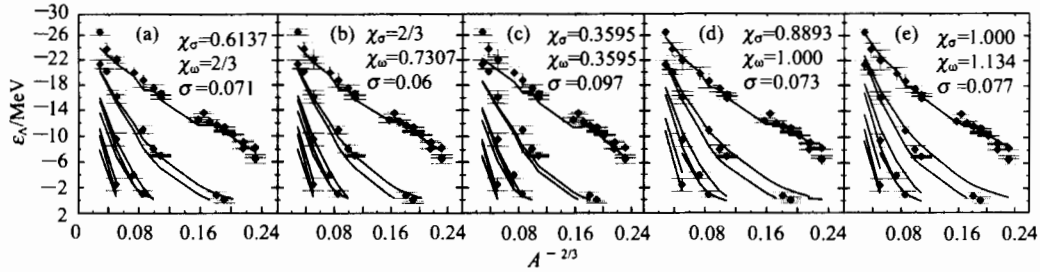 −30
−26
−22
−18
−14
−10
−6
−2
2
ε_Λ/MeV
(a) χ_σ=0.6137
χ_ω=2/3
σ=0.071
(b) χ_σ=2/3
χ_ω=0.7307
σ=0.06
(c) χ_σ=0.3595
χ_ω=0.3595
σ=0.097
(d) χ_σ=0.8893
χ_ω=1.000
σ=0.073
(e) χ_σ=1.000
χ_ω=1.134
σ=0.077
0 0.08 0.16 0.24 0.08 0.16 0.24 0.08 0.16 0.24 0.08 0.16 0.24 0.08 0.16 0.24
A^{−2/3}